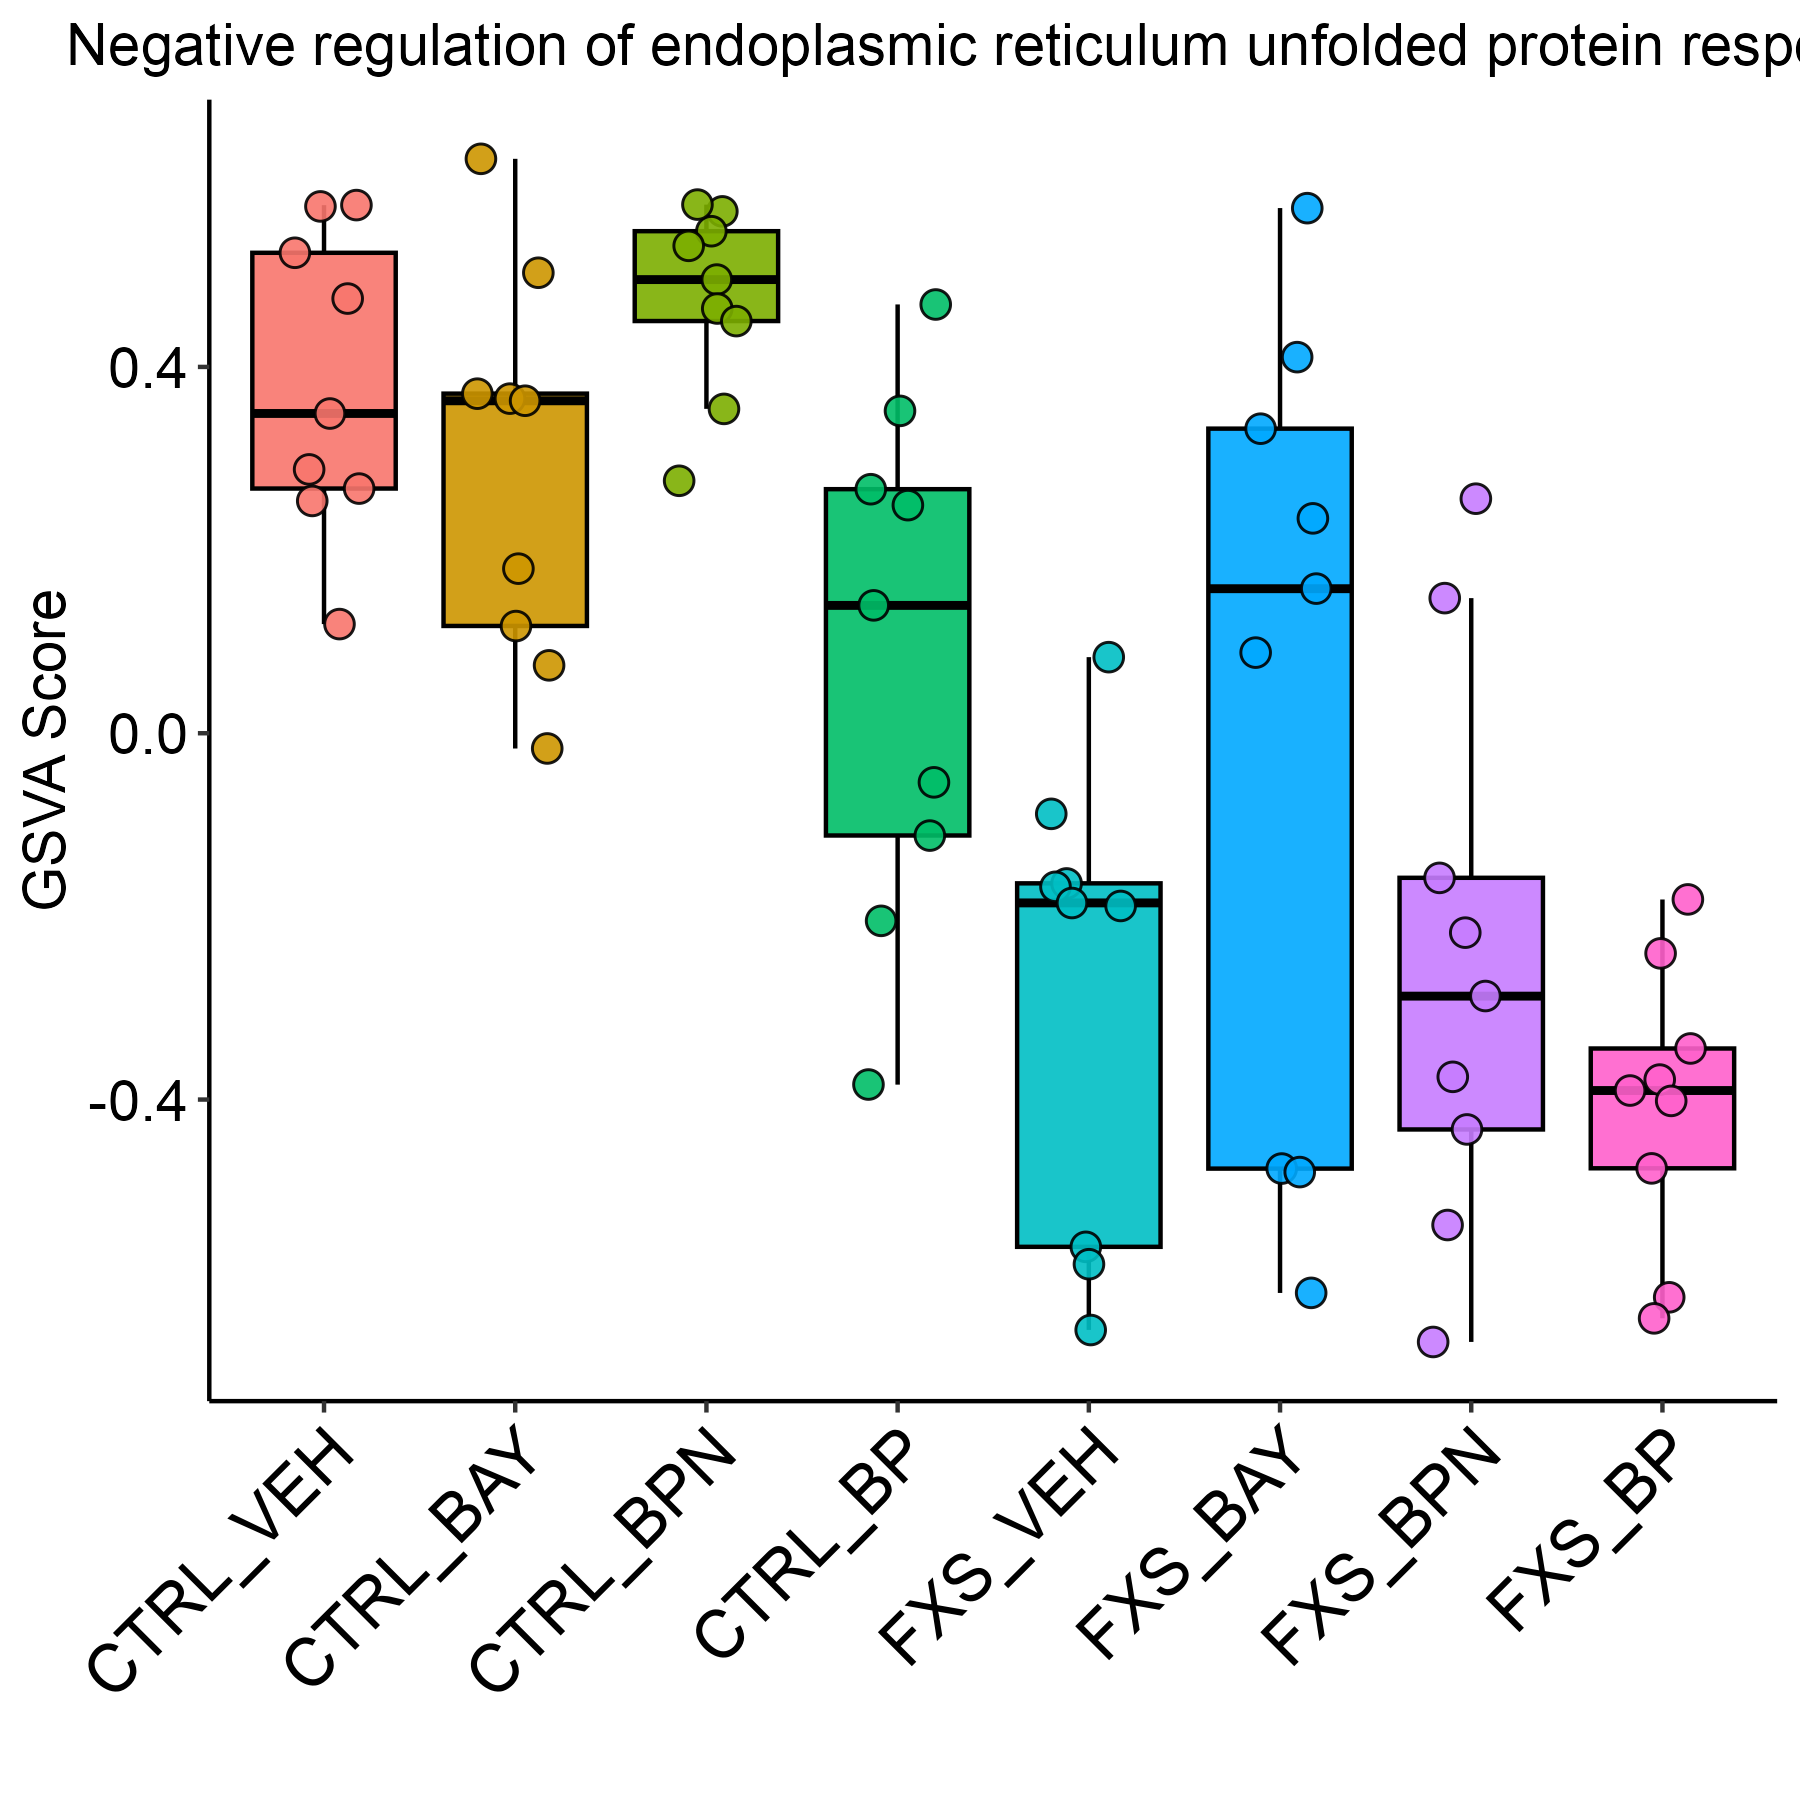 Negative regulation of endoplasmic reticulum unfolded protein respo
GSVA Score
0.4
0.0
-0.4
CTRL_VEH
CTRL_BAY
CTRL_BPN
CTRL_BP
FXS_VEH
FXS_BAY
FXS_BPN
FXS_BP